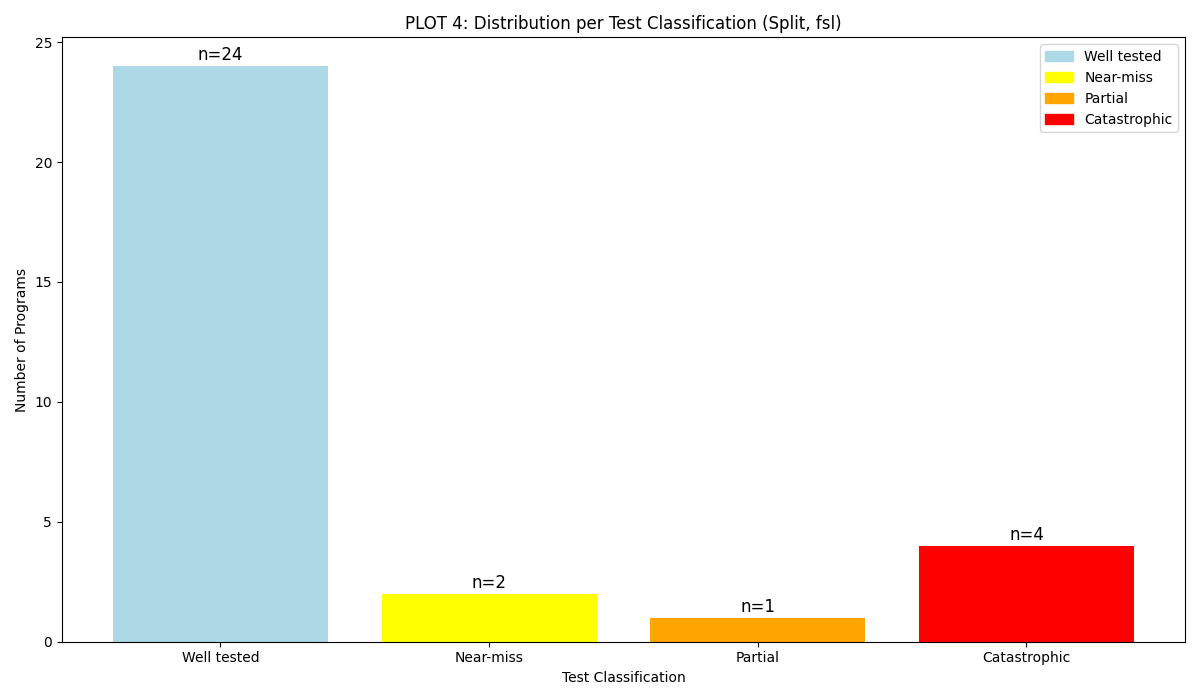 PLOT 4: Distribution per Test Classification (Split, fsl)
Number of Programs
25
20
15
10
5
0
n=24
n=2
n=1
n=4
Well tested
Near-miss
Partial
Catastrophic
Well tested
Near-miss
Partial
Catastrophic
Test Classification